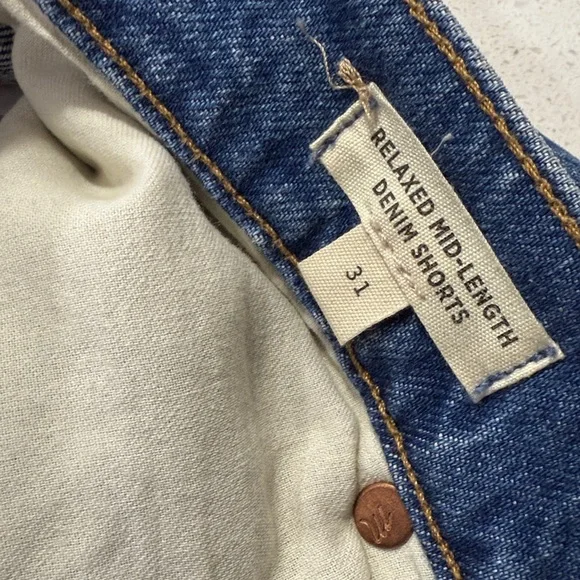 RELAXED MID-LENGTH
DENIM SHORTS
31